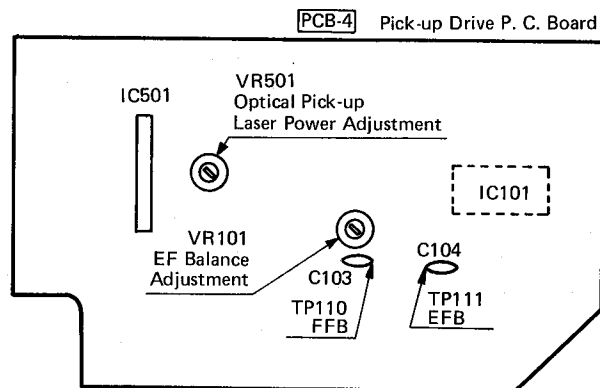 PCB-4 Pick-up Drive P. C. Board
IC501
VR501
Optical Pick-up
Laser Power Adjustment
IC101
VR101
EF Balance
Adjustment
C103
C104
TP110
FFB
TP111
EFB